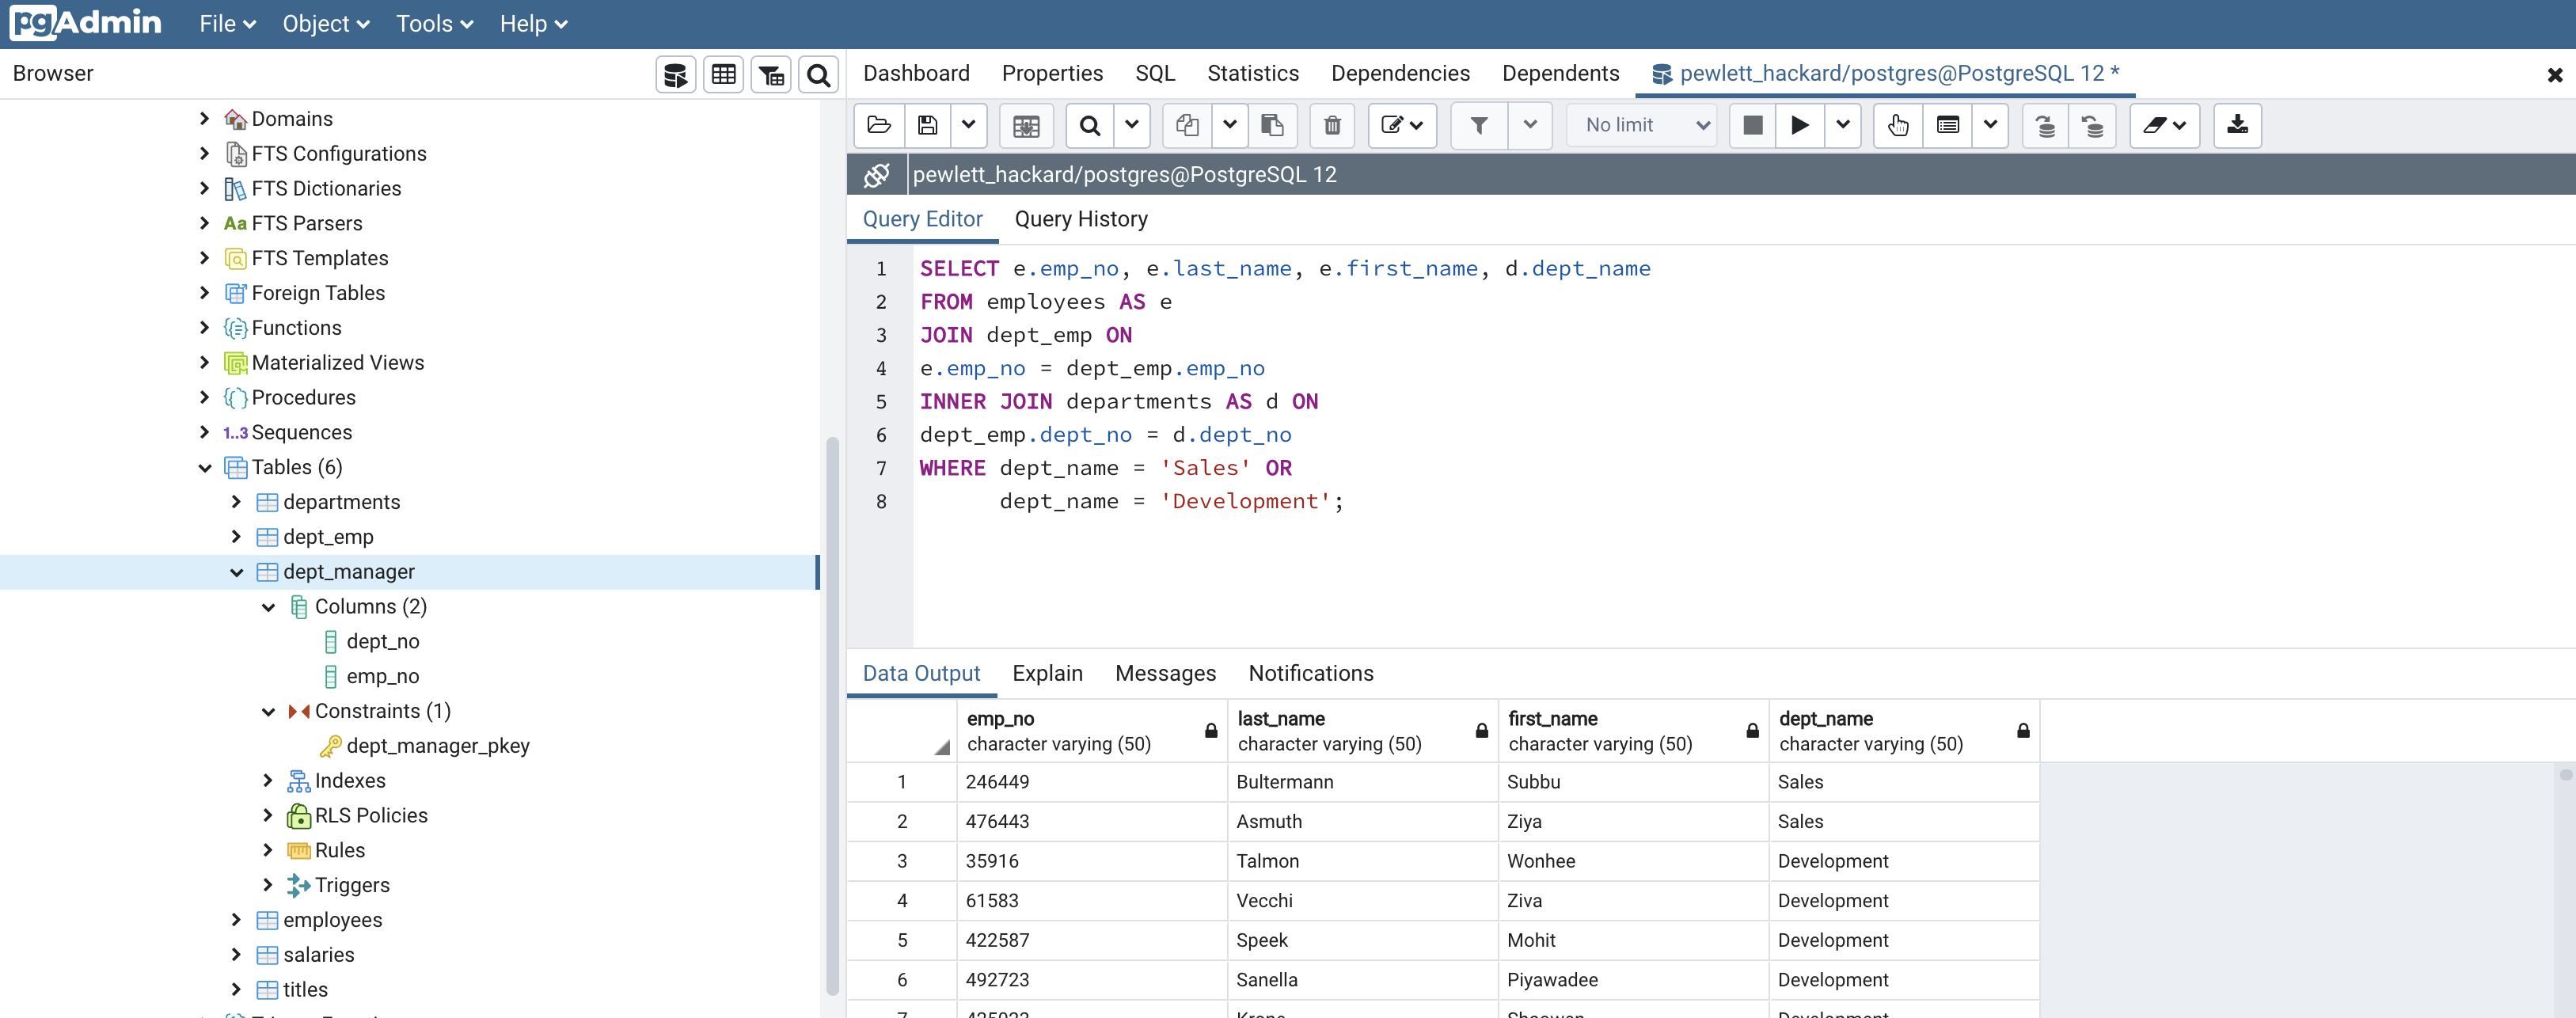 pgAdmin File Object Tools Help
Browser
Dashboard Properties SQL Statistics Dependencies Dependents pewlett_hackard/postgres@PostgreSQL 12 *
Domains
FTS Configurations
FTS Dictionaries
Aa FTS Parsers
FTS Templates
Foreign Tables
Functions
Materialized Views
Procedures
1..3 Sequences
Tables (6)
departments
dept_emp
dept_manager
Columns (2)
dept_no
emp_no
Constraints (1)
dept_manager_pkey
Indexes
RLS Policies
Rules
Triggers
employees
salaries
titles
No limit
pewlett_hackard/postgres@PostgreSQL 12
Query Editor Query History
1 SELECT e.emp_no, e.last_name, e.first_name, d.dept_name
2 FROM employees AS e
3 JOIN dept_emp ON
4 e.emp_no = dept_emp.emp_no
5 INNER JOIN departments AS d ON
6 dept_emp.dept_no = d.dept_no
7 WHERE dept_name = 'Sales' OR
8 dept_name = 'Development';
Data Output Explain Messages Notifications
emp_no last_name first_name dept_name
character varying (50) character varying (50) character varying (50) character varying (50)
1 246449 Bultermann Subbu Sales
2 476443 Asmuth Ziya Sales
3 35916 Talmon Wonhee Development
4 61583 Vecchi Ziva Development
5 422587 Speek Mohit Development
6 492723 Sanella Piyawadee Development